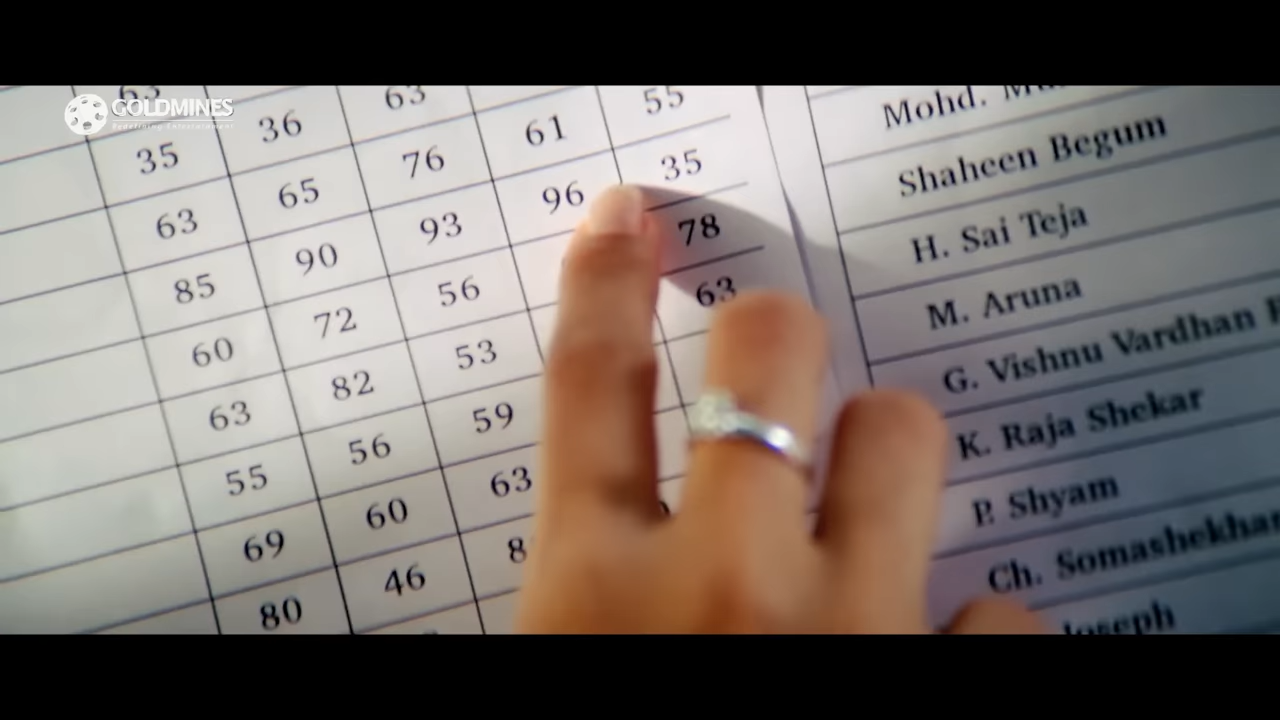 GOLDMINES
Redefining Entertainment
63
35 36 63
63 65 76 61 55
85 90 93 96 35
60 72 56 78
63 82 53 63
55 56 59
69 60 63
80 46
Mohd.
Shaheen Begum
H. Sai Teja
M. Aruna
G. Vishnu Vardhan
K. Raja Shekar
P. Shyam
Ch. Somashekhar
Joseph